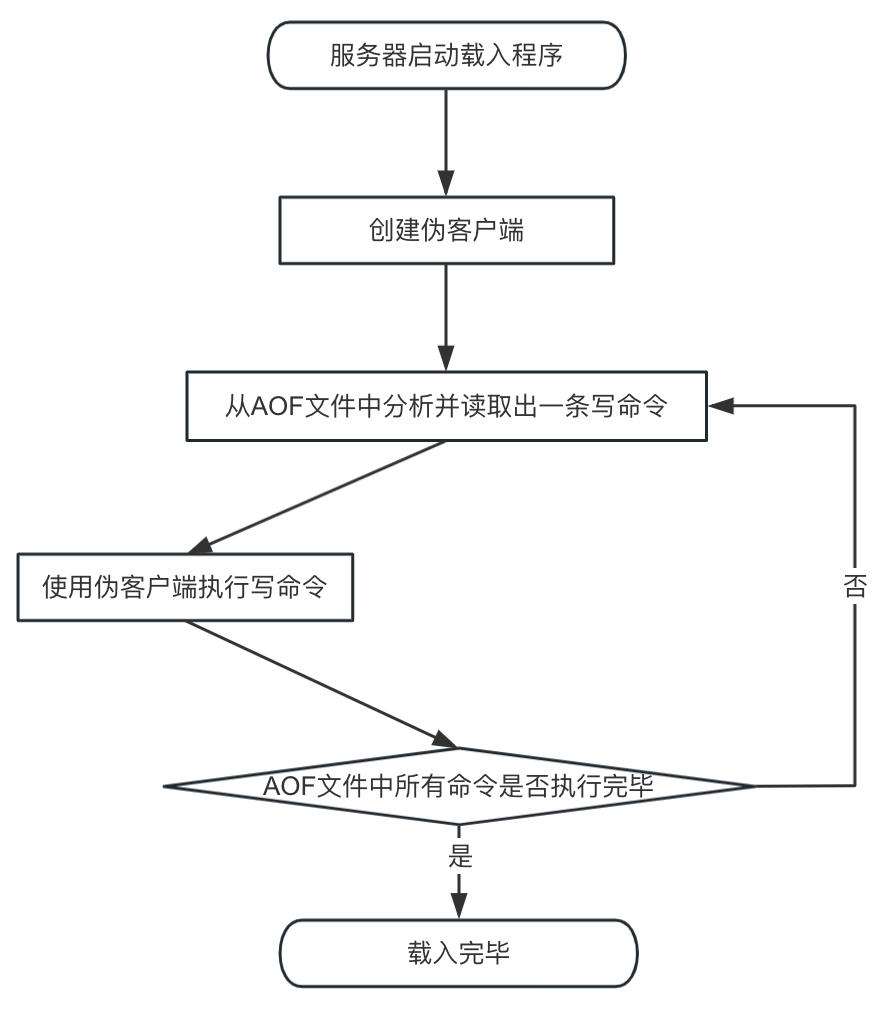 服务器启动载入程序
创建伪客户端
从AOF文件中分析并读取出一条写命令
使用伪客户端执行写命令
否
AOF文件中所有命令是否执行完毕
是
载入完毕